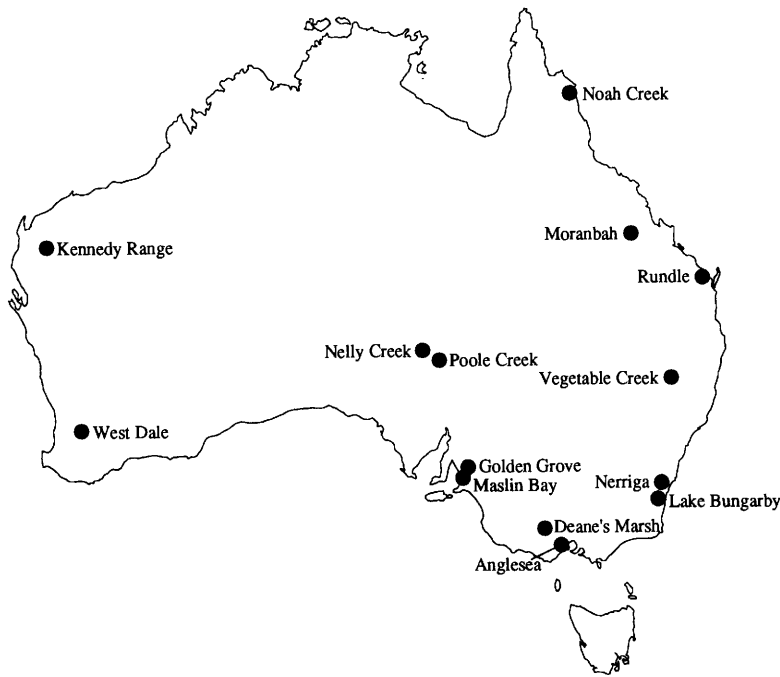 Noah Creek
Moranbah
Kennedy Range
Rundle
Nelly Creek
Poole Creek
Vegetable Creek
West Dale
Golden Grove
Maslin Bay
Nerriga
Lake Bungarby
Deane's Marsh
Anglesea